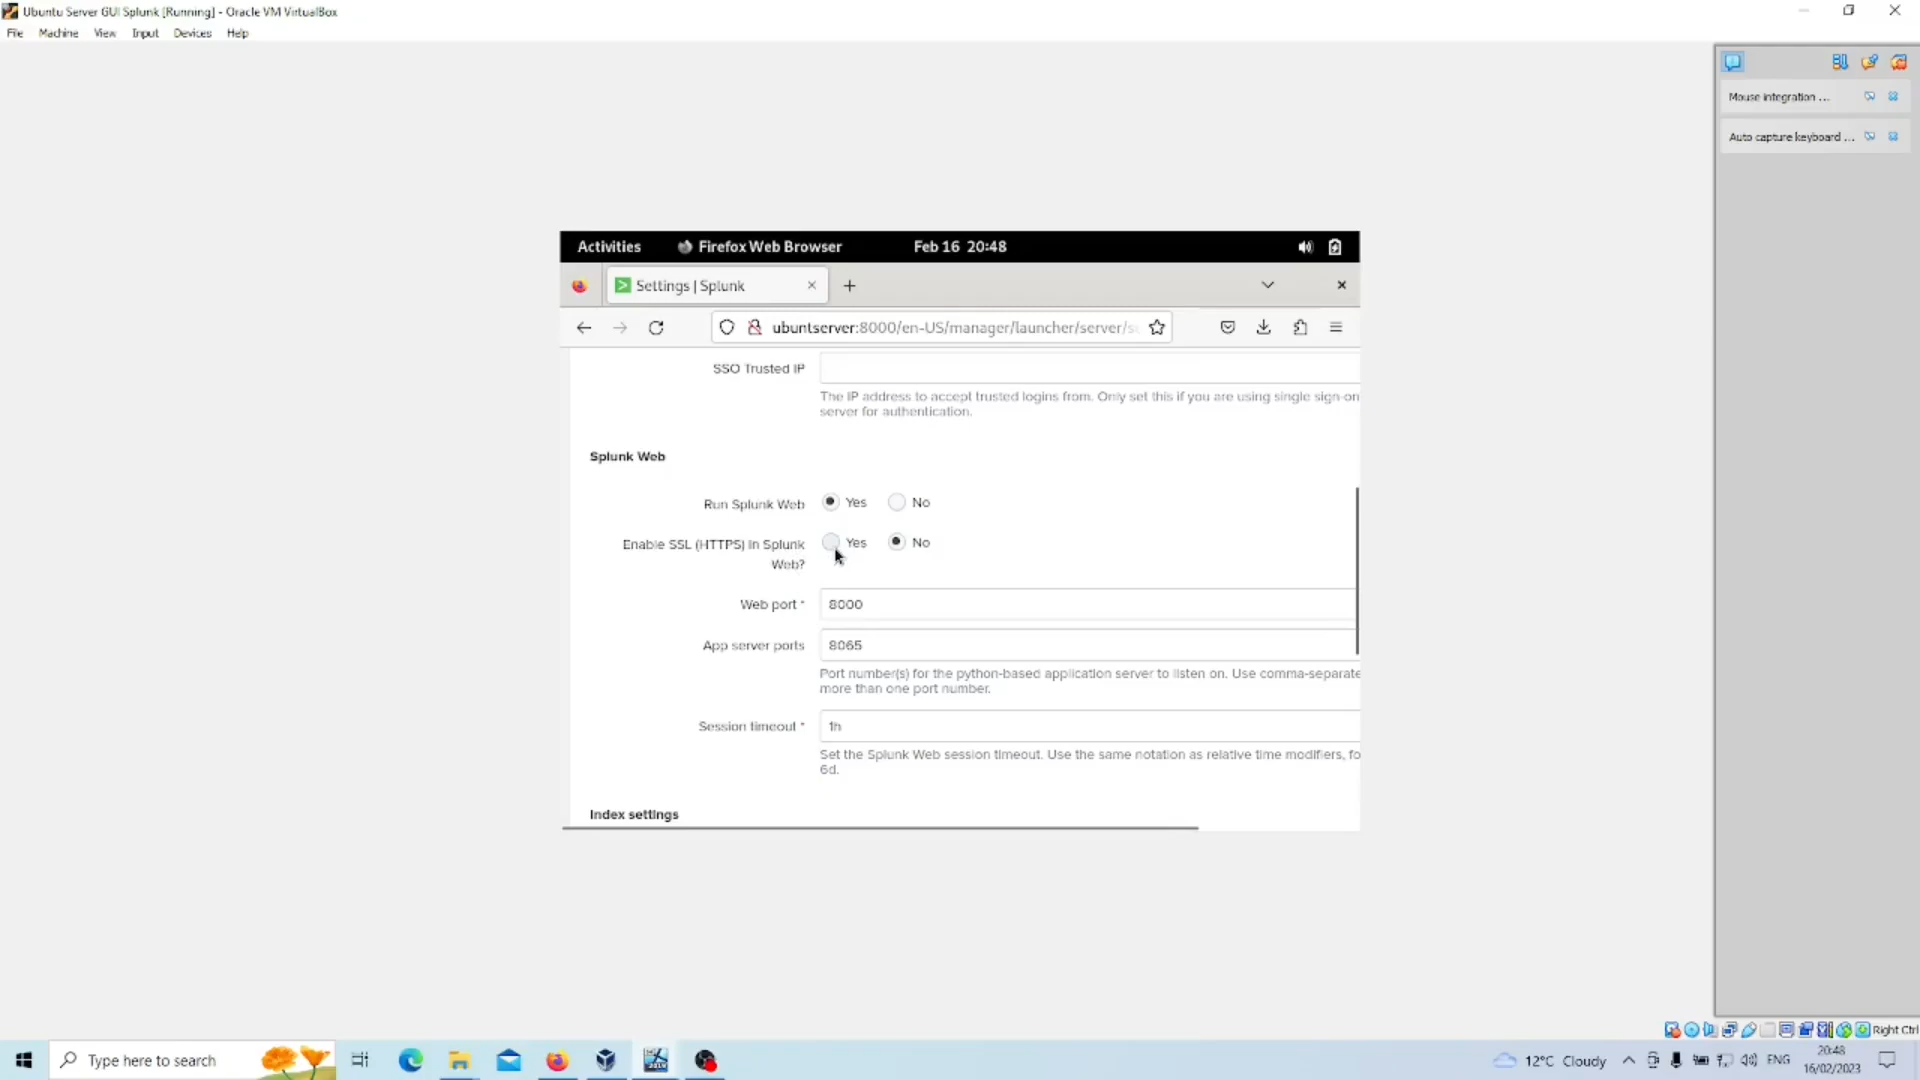 Ubuntu Server GUI Splunk [Running] - Oracle VM VirtualBox
File Machine View Input Devices Help
Mouse integration ...
Auto capture keyboard ...
Activities Firefox Web Browser Feb 16 20:48
Settings | Splunk
ubuntserver:8000/en-US/manager/launcher/server/s
SSO Trusted IP
The IP address to accept trusted logins from. Only set this if you are using single sign-on
server for authentication.
Splunk Web
Run Splunk Web Yes No
Enable SSL (HTTPS) in Splunk Yes No
Web?
Web port * 8000
App server ports 8065
Port number(s) for the python-based application server to listen on. Use comma-separate
more than one port number.
Session timeout * 1h
Set the Splunk Web session timeout. Use the same notation as relative time modifiers, fo
6d.
Index settings
Right Ctrl
Type here to search
12°C Cloudy
ENG
20:48
16/02/2023